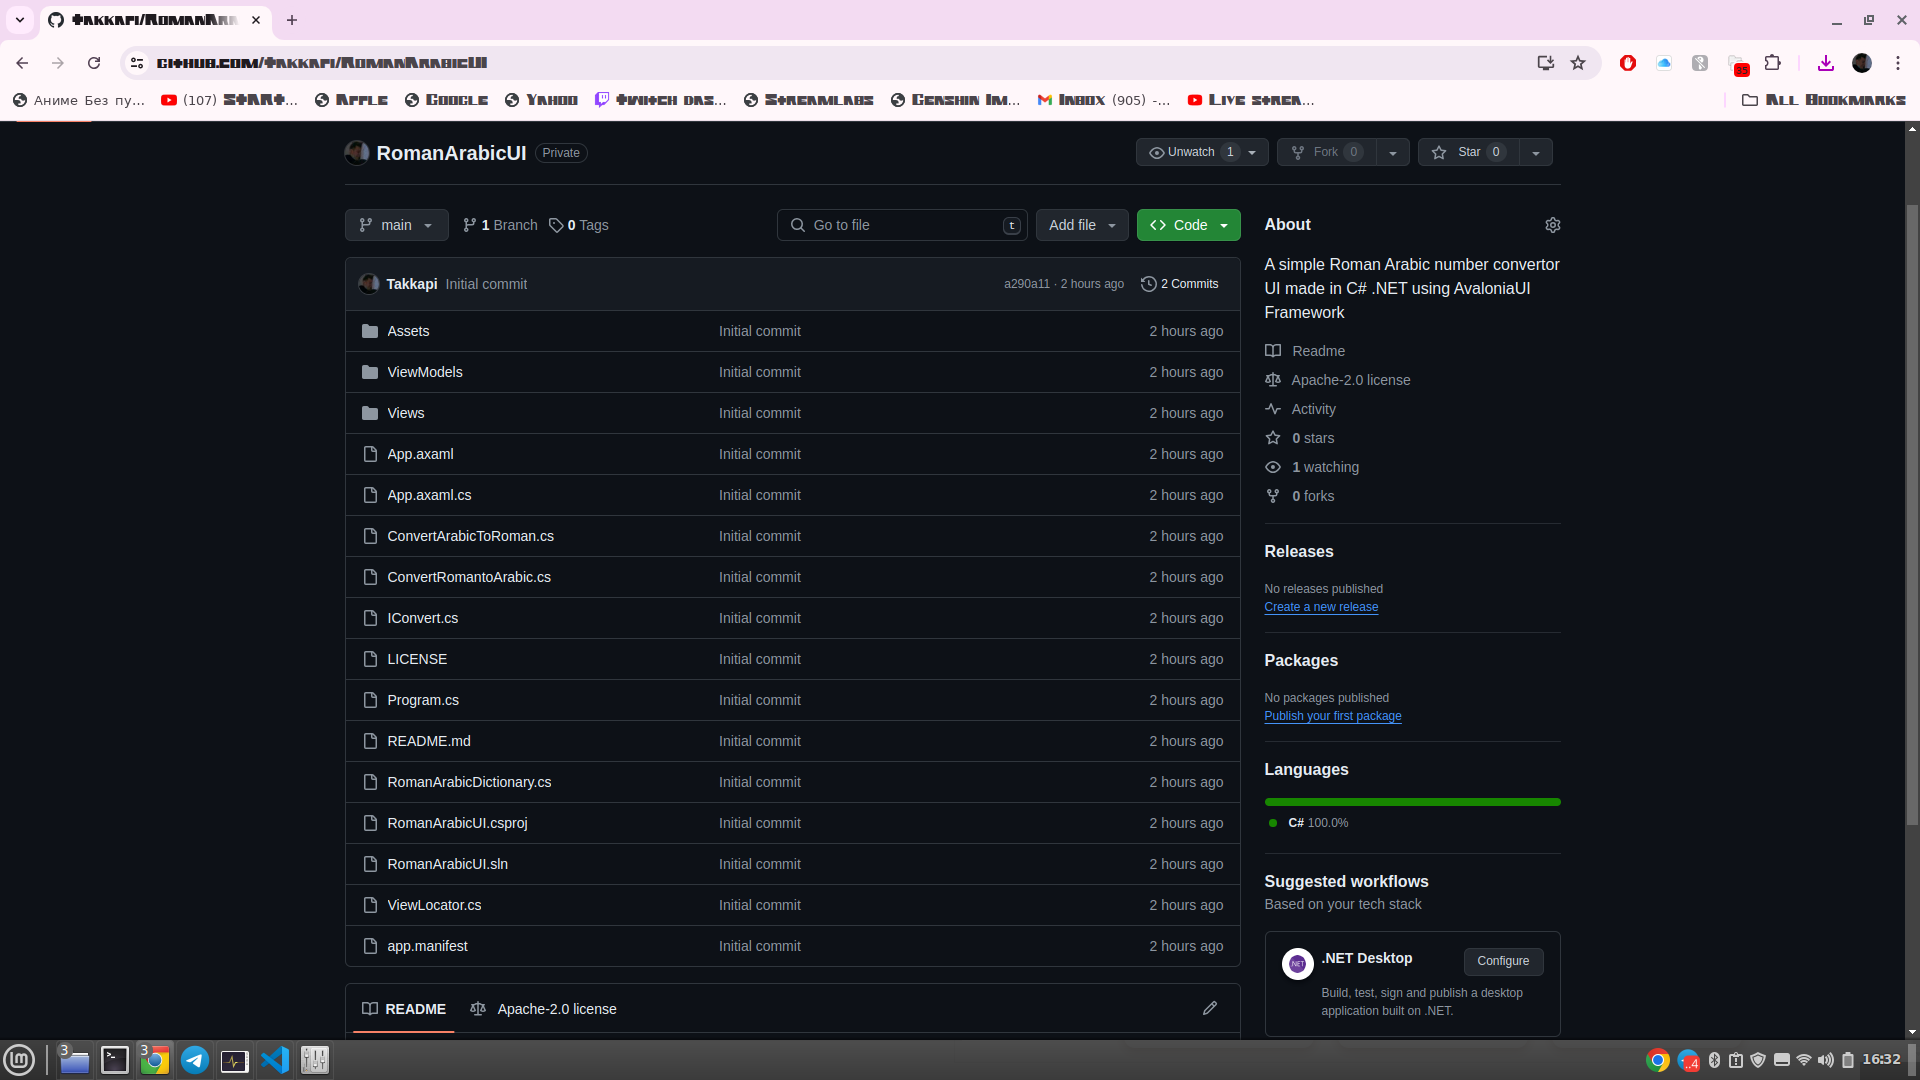 Takkapi/RomanAra
github.com/Takkapi/RomanArabicUI
Аниме Без пу...
(107) START...
Apple
Google
Yahoo
Twitch das...
Streamlabs
Genshin Im...
Inbox (905) -...
Live strea...
All Bookmarks
35
RomanArabicUI
Private
Unwatch 1
Fork 0
Star 0
main
1 Branch
0 Tags
Go to file
t
Add file
Code
Takkapi Initial commit
a290a11 · 2 hours ago
2 Commits
Assets Initial commit 2 hours ago
ViewModels Initial commit 2 hours ago
Views Initial commit 2 hours ago
App.axaml Initial commit 2 hours ago
App.axaml.cs Initial commit 2 hours ago
ConvertArabicToRoman.cs Initial commit 2 hours ago
ConvertRomantoArabic.cs Initial commit 2 hours ago
IConvert.cs Initial commit 2 hours ago
LICENSE Initial commit 2 hours ago
Program.cs Initial commit 2 hours ago
README.md Initial commit 2 hours ago
RomanArabicDictionary.cs Initial commit 2 hours ago
RomanArabicUI.csproj Initial commit 2 hours ago
RomanArabicUI.sln Initial commit 2 hours ago
ViewLocator.cs Initial commit 2 hours ago
app.manifest Initial commit 2 hours ago
README
Apache-2.0 license
About
A simple Roman Arabic number convertor
UI made in C# .NET using AvaloniaUI
Framework
Readme
Apache-2.0 license
Activity
0 stars
1 watching
0 forks
Releases
No releases published
Create a new release
Packages
No packages published
Publish your first package
Languages
C# 100.0%
Suggested workflows
Based on your tech stack
.NET
.NET Desktop
Configure
Build, test, sign and publish a desktop
application built on .NET.
3
3
..4
16:32